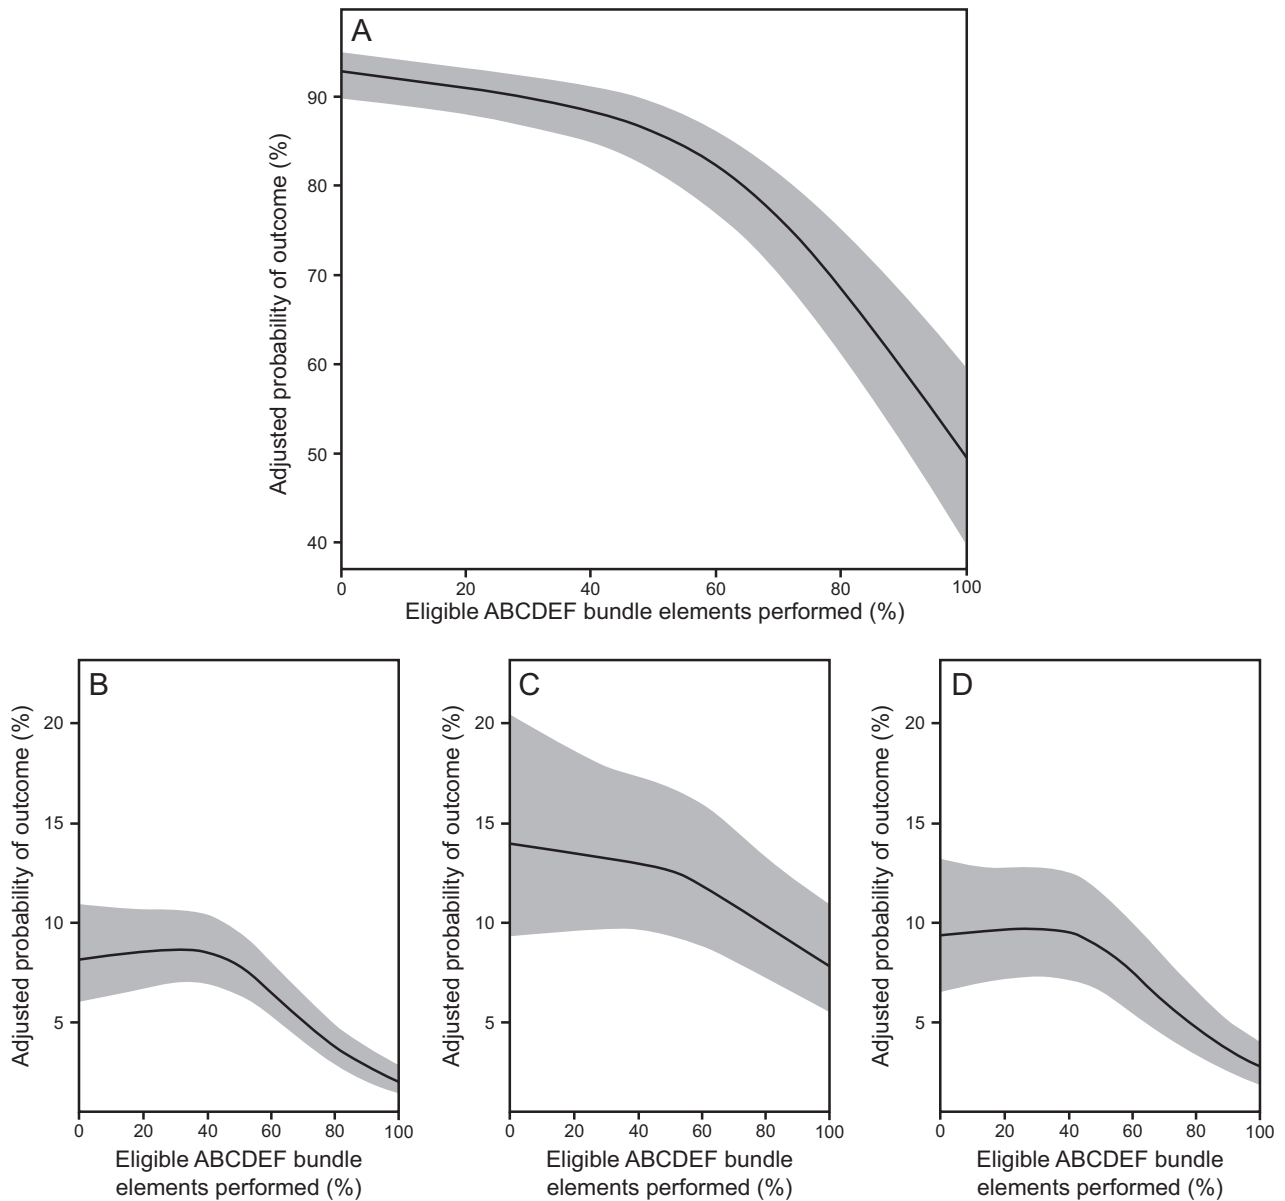 A
Adjusted probability of outcome (%)
90
80
70
60
50
40
0 20 40 60 80 100
Eligible ABCDEF bundle elements performed (%)
B
Adjusted probability of outcome (%)
20
15
10
5
0 20 40 60 80 100
Eligible ABCDEF bundle
elements performed (%)
C
Adjusted probability of outcome (%)
20
15
10
5
0 20 40 60 80 100
Eligible ABCDEF bundle
elements performed (%)
D
Adjusted probability of outcome (%)
20
15
10
5
0 20 40 60 80 100
Eligible ABCDEF bundle
elements performed (%)